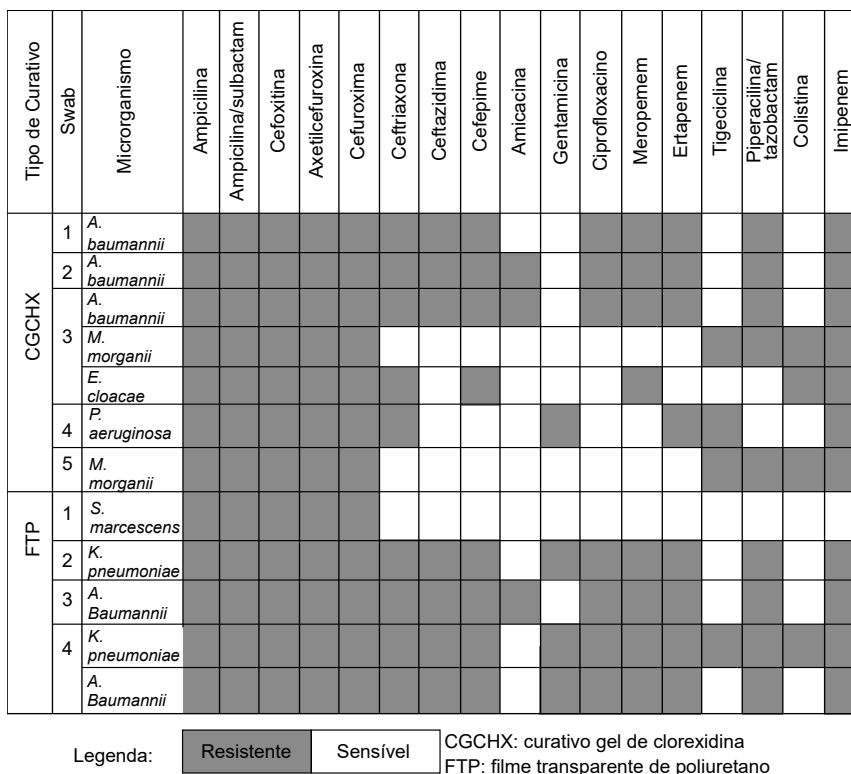 Tipo de Curativo
Swab
Microrganismo
Ampicilina
Ampicilina/sulbactam
Cefoxitina
Axetilcefuroxina
Cefuroxima
Ceftriaxona
Ceftazidima
Cefepime
Amicacina
Gentamicina
Ciprofloxacino
Meropemem
Ertapenem
Tigeciclina
Piperacilina/
tazobactam
Colistina
Imipenem
CGCHX
1
A.
baumannii
2
A.
baumannii
3
A.
baumannii
M.
morganii
E.
cloacae
4
P.
aeruginosa
5
M.
morganii
FTP
1
S.
marcescens
2
K.
pneumoniae
3
A.
Baumannii
4
K.
pneumoniae
A.
Baumannii
Legenda:
Resistente
Sensível
CGCHX: curativo gel de clorexidina
FTP: filme transparente de poliuretano